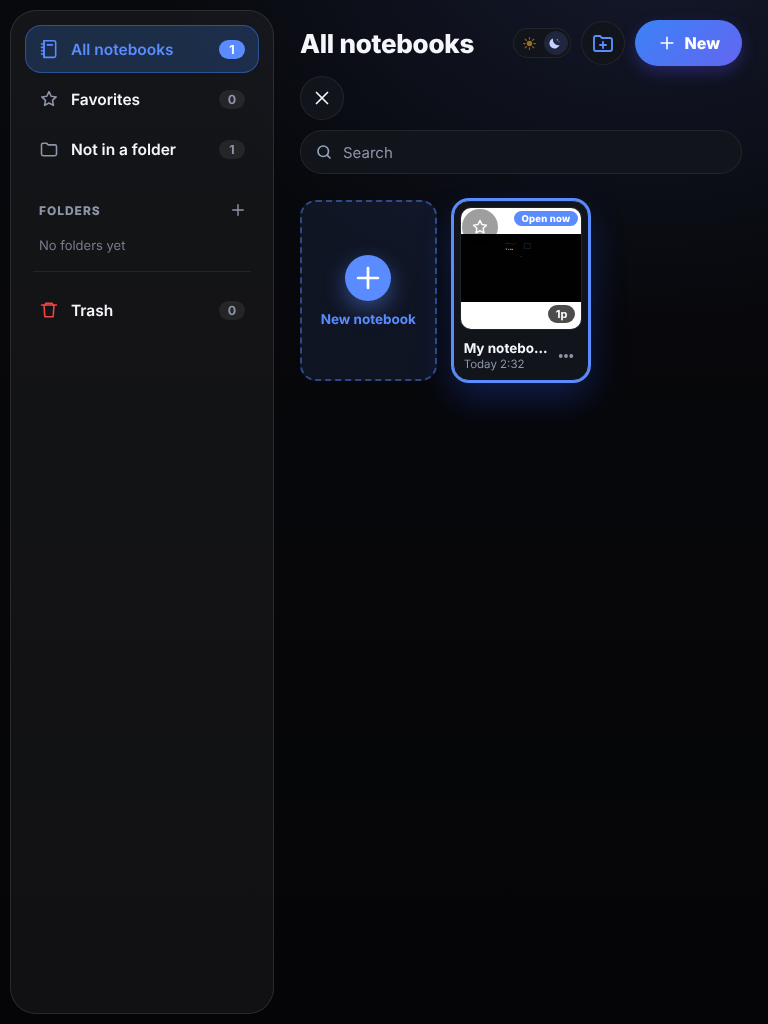 All notebooks
1
Favorites
0
Not in a folder
1
FOLDERS
No folders yet
Trash
0
All notebooks
New
Search
New notebook
Open now
1p
My notebo...
Today 2:32